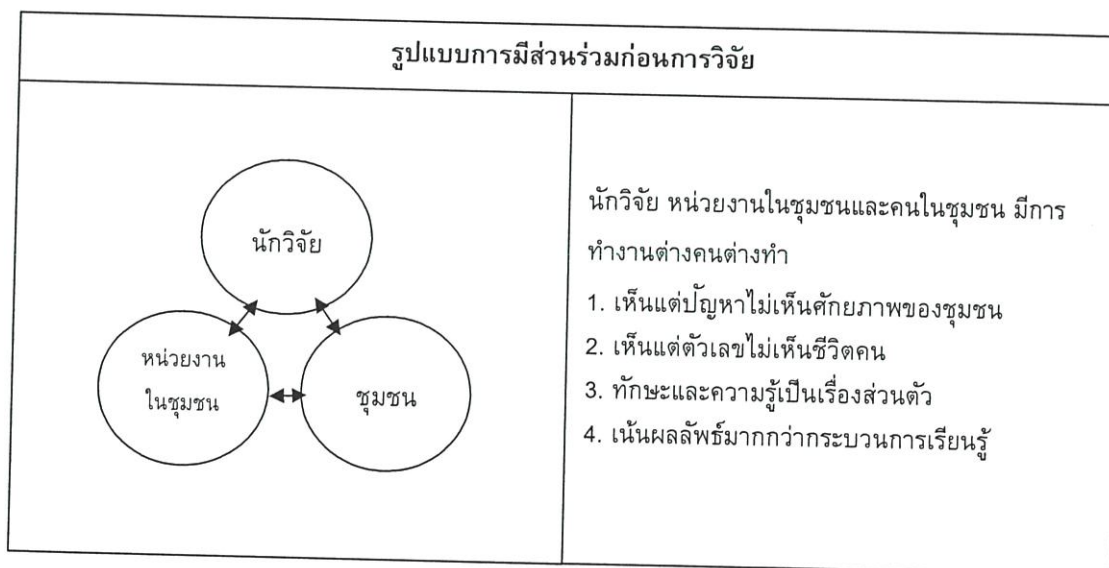 รูปแบบการมีส่วนร่วมก่อนการวิจัย
นักวิจัย
หน่วยงาน
ในชุมชน
ชุมชน
นักวิจัย หน่วยงานในชุมชนและคนในชุมชน มีการ
ทำงานต่างคนต่างทำ
1. เห็นแต่ปัญหาไม่เห็นศักยภาพของชุมชน
2. เห็นแต่ตัวเลขไม่เห็นชีวิตคน
3. ทักษะและความรู้เป็นเรื่องส่วนตัว
4. เน้นผลลัพธ์มากกว่ากระบวนการเรียนรู้